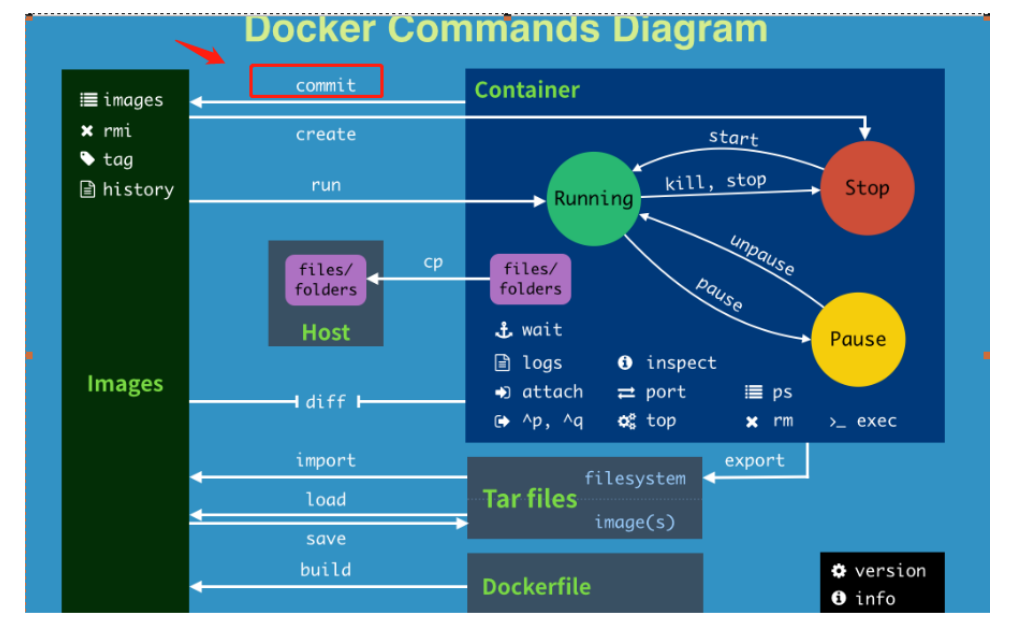 Docker Commands Diagram
images
rmi
tag
history
Images
commit
create
run
cp
files/
folders
Host
diff
import
load
save
build
Container
start
kill, stop
Running
Stop
unpause
pause
Pause
files/
folders
wait
logs
inspect
attach
port
ps
^p, ^q
top
rm
>_ exec
export
Tar files
filesystem
image(s)
Dockerfile
version
info